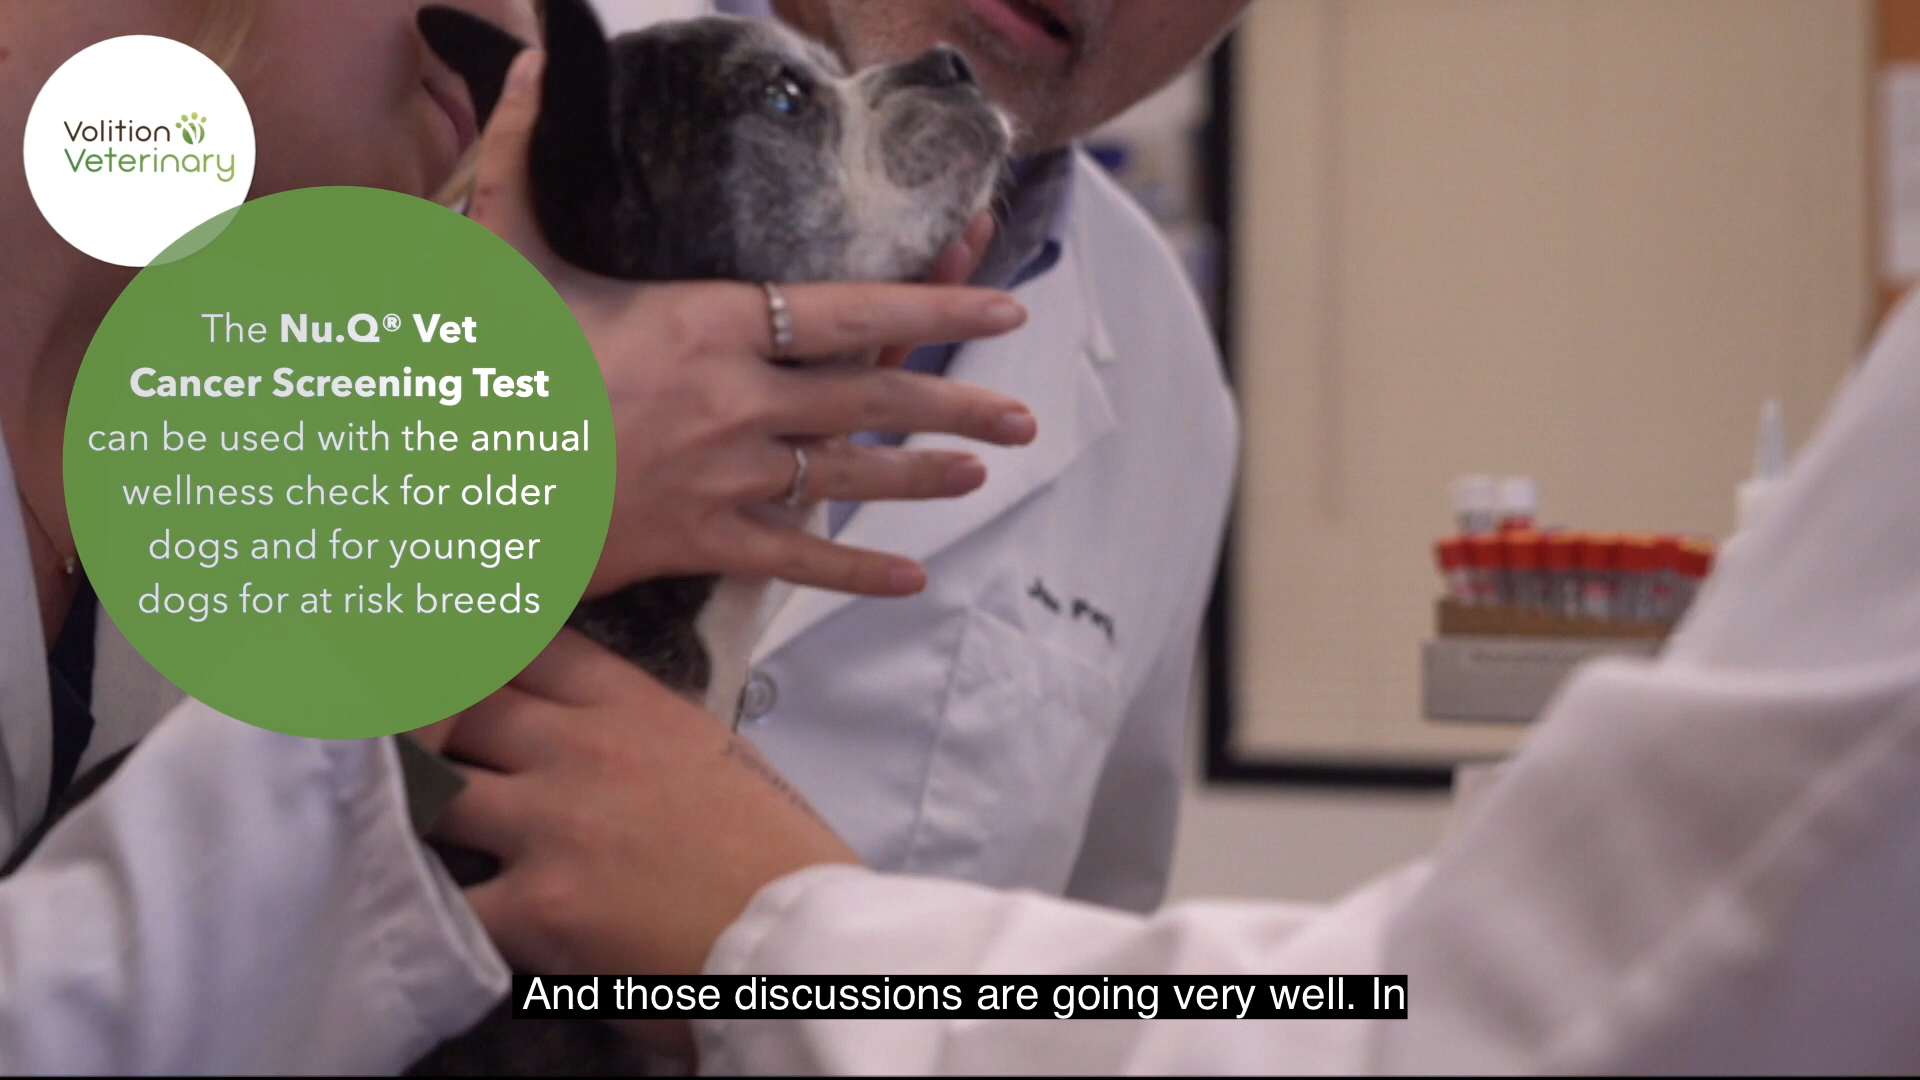 Volition
Veterinary
The Nu.Q® Vet
Cancer Screening Test
can be used with the annual
wellness check for older
dogs and for younger
dogs for at risk breeds
And those discussions are going very well. In